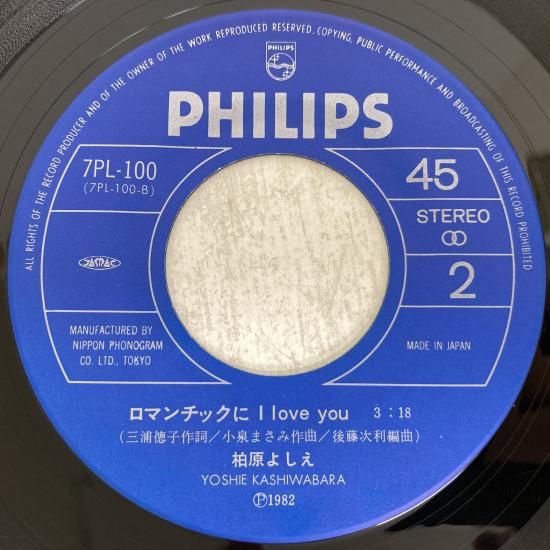 ALL RIGHTS OF THE RECORD PRODUCER AND OF THE OWNER OF THE WORK REPRODUCED RESERVED. COPYING, PUBLIC PERFORMANCE AND BROADCASTING OF THIS RECORD PROHIBITED
PHILIPS
PHILIPS
7PL-100
(7PL-100-B)
45
STEREO
2
JASRAC
MANUFACTURED BY
NIPPON PHONOGRAM
CO. LTD., TOKYO
MADE IN JAPAN
ロマンチックに I love you 3:18
(三浦徳子作詞/小泉まさみ作曲/後藤次利編曲)
柏原よしえ
YOSHIE KASHIWABARA
Ⓟ1982